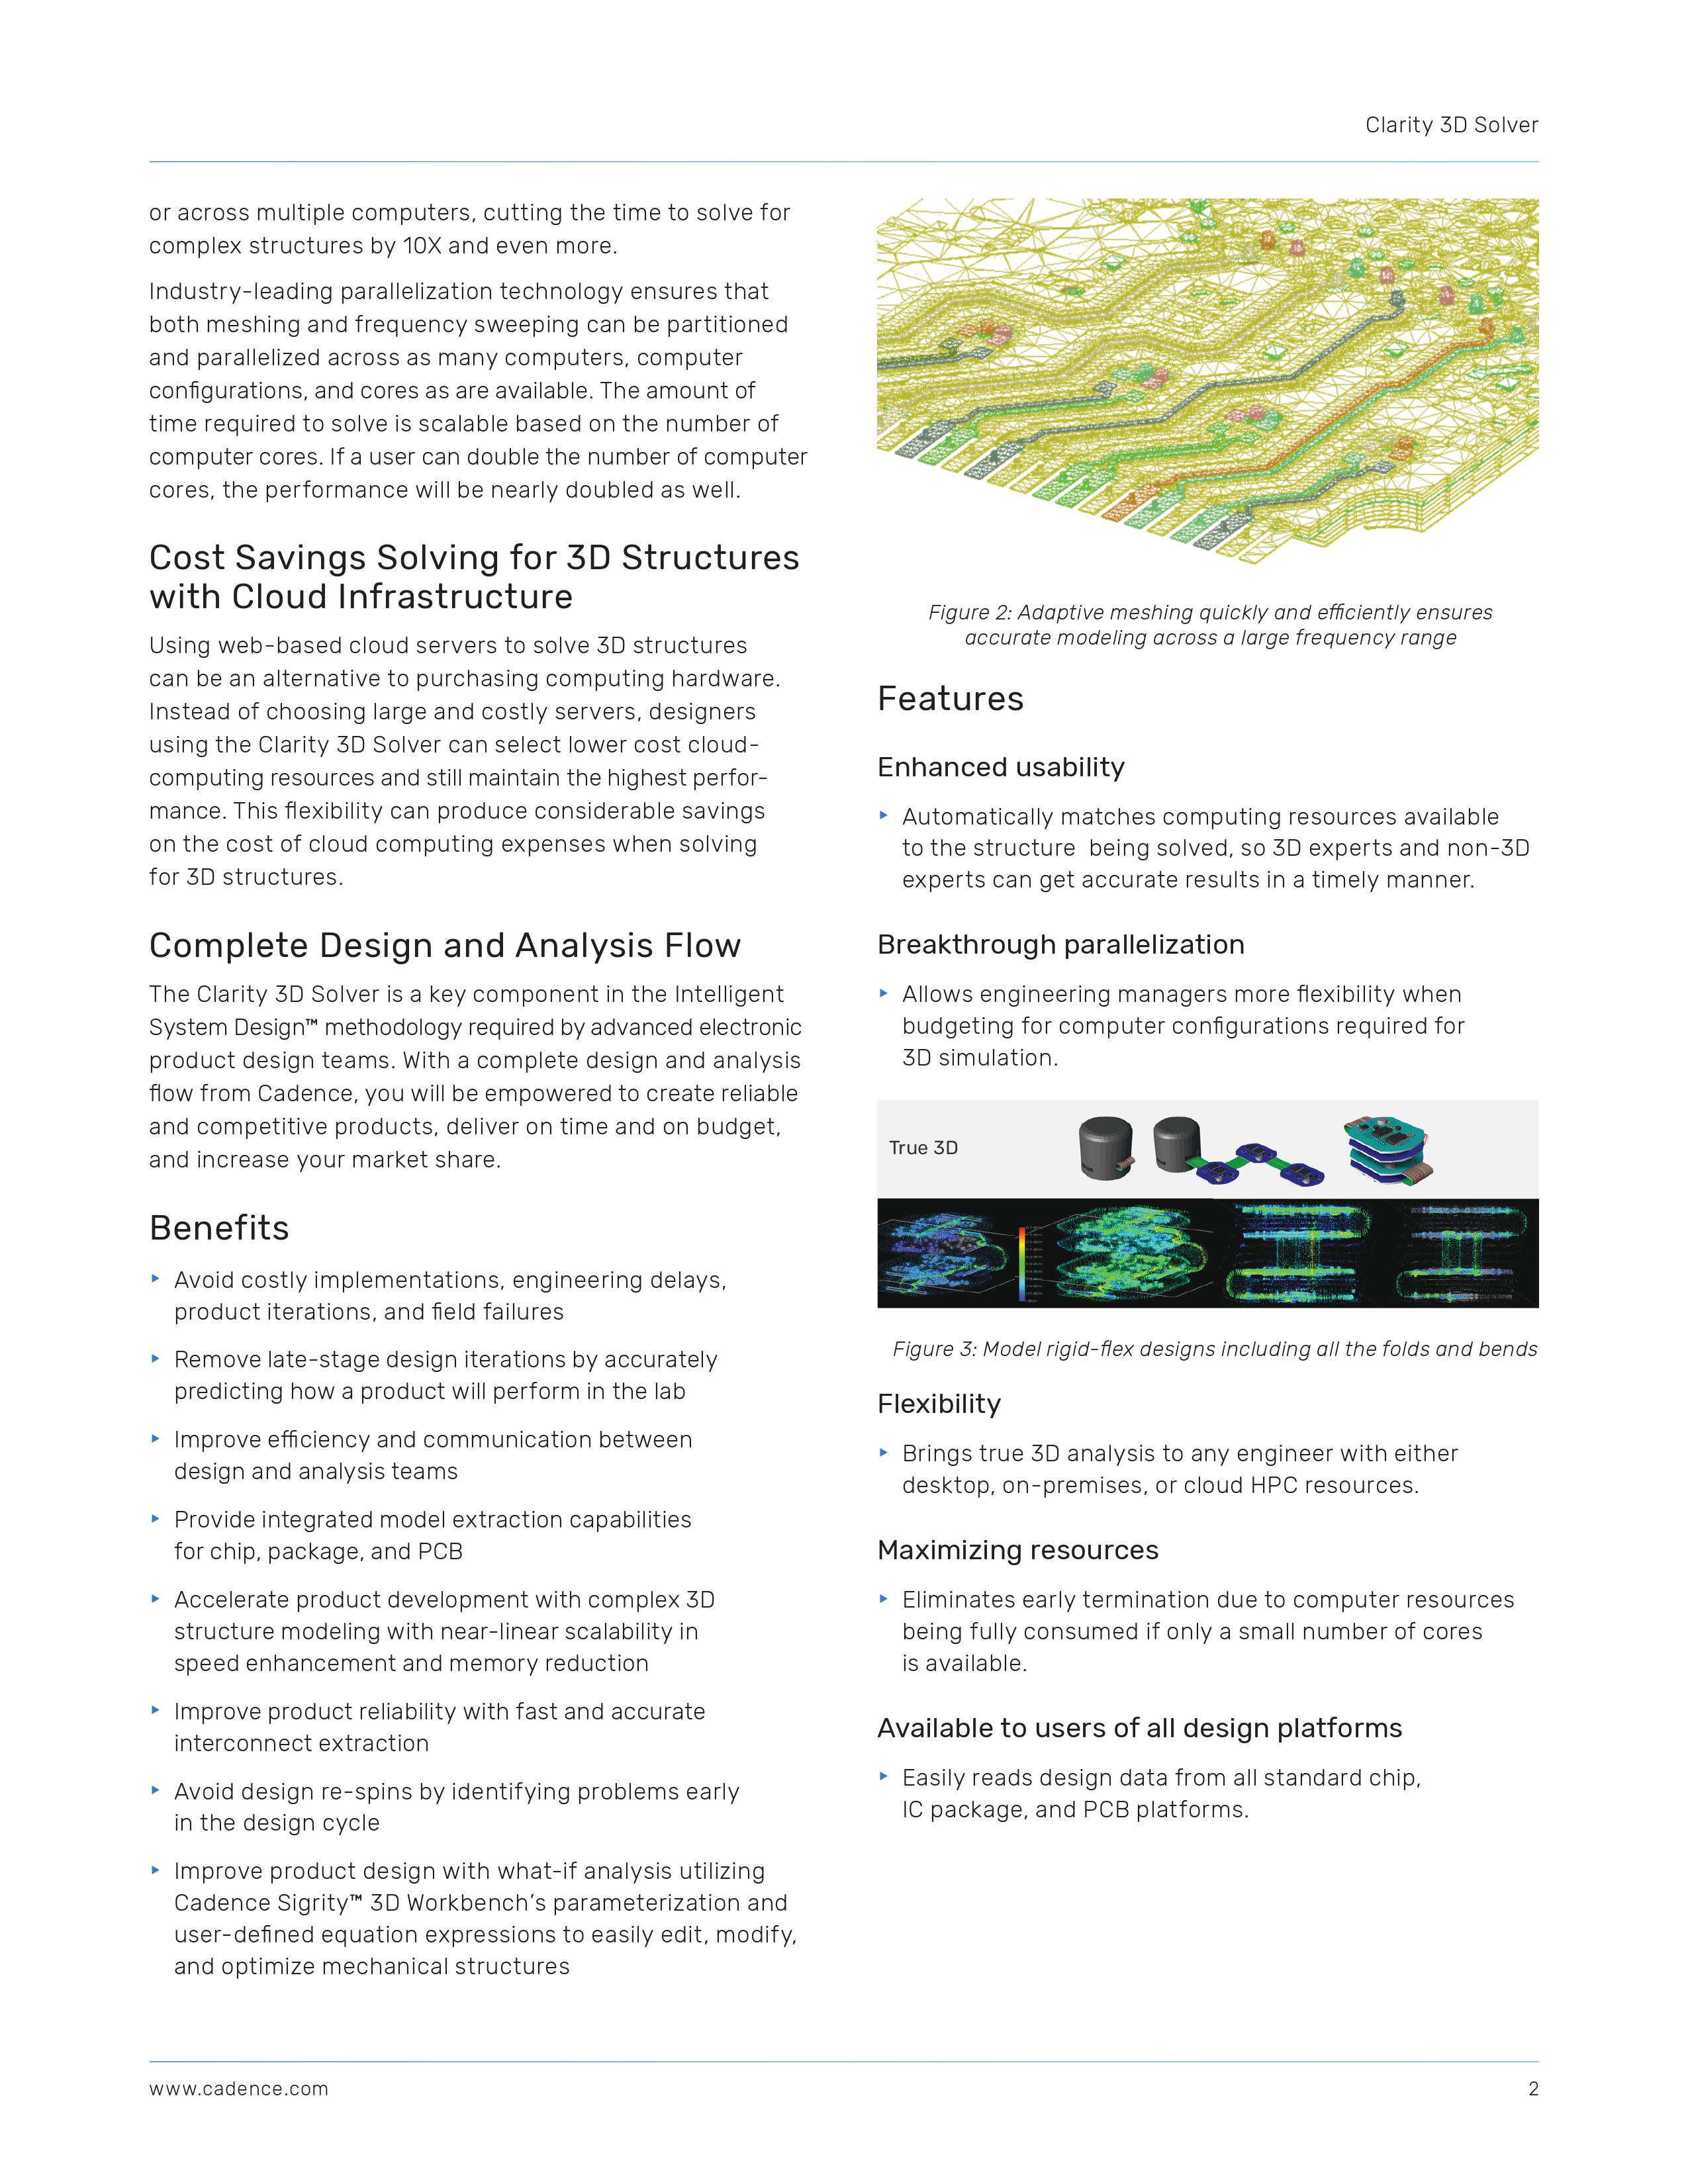 Clarity 3D Solver
or across multiple computers, cutting the time to solve for
complex structures by 10X and even more.
Industry-leading parallelization technology ensures that
both meshing and frequency sweeping can be partitioned
and parallelized across as many computers, computer
configurations, and cores as are available. The amount of
time required to solve is scalable based on the number of
computer cores. If a user can double the number of computer
cores, the performance will be nearly doubled as well.
Cost Savings Solving for 3D Structures
with Cloud Infrastructure
Using web-based cloud servers to solve 3D structures
can be an alternative to purchasing computing hardware.
Instead of choosing large and costly servers, designers
using the Clarity 3D Solver can select lower cost cloud-
computing resources and still maintain the highest perfor-
mance. This flexibility can produce considerable savings
on the cost of cloud computing expenses when solving
for 3D structures.
Complete Design and Analysis Flow
The Clarity 3D Solver is a key component in the Intelligent
System Design™ methodology required by advanced electronic
product design teams. With a complete design and analysis
flow from Cadence, you will be empowered to create reliable
and competitive products, deliver on time and on budget,
and increase your market share.
Benefits
▸ Avoid costly implementations, engineering delays,
product iterations, and field failures
▸ Remove late-stage design iterations by accurately
predicting how a product will perform in the lab
▸ Improve efficiency and communication between
design and analysis teams
▸ Provide integrated model extraction capabilities
for chip, package, and PCB
▸ Accelerate product development with complex 3D
structure modeling with near-linear scalability in
speed enhancement and memory reduction
▸ Improve product reliability with fast and accurate
interconnect extraction
▸ Avoid design re-spins by identifying problems early
in the design cycle
▸ Improve product design with what-if analysis utilizing
Cadence Sigrity™ 3D Workbench's parameterization and
user-defined equation expressions to easily edit, modify,
and optimize mechanical structures
Figure 2: Adaptive meshing quickly and efficiently ensures
accurate modeling across a large frequency range
Features
Enhanced usability
▸ Automatically matches computing resources available
to the structure  being solved, so 3D experts and non-3D
experts can get accurate results in a timely manner.
Breakthrough parallelization
▸ Allows engineering managers more flexibility when
budgeting for computer configurations required for
3D simulation.
True 3D
Figure 3: Model rigid-flex designs including all the folds and bends
Flexibility
▸ Brings true 3D analysis to any engineer with either
desktop, on-premises, or cloud HPC resources.
Maximizing resources
▸ Eliminates early termination due to computer resources
being fully consumed if only a small number of cores
is available.
Available to users of all design platforms
▸ Easily reads design data from all standard chip,
IC package, and PCB platforms.
www.cadence.com
2